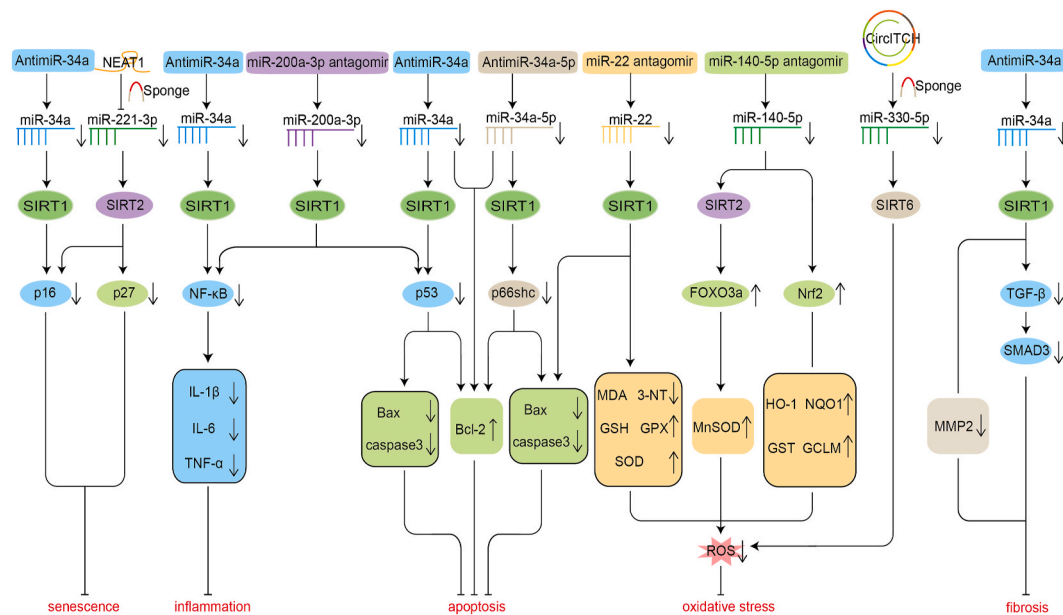 AntimiR-34a NEAT1 AntimiR-34a miR-200a-3p antagomir AntimiR-34a AntimiR-34a-5p miR-22 antagomir miR-140-5p antagomir CircITCH AntimiR-34a
Sponge Sponge
miR-34a miR-221-3p miR-34a miR-200a-3p miR-34a miR-34a-5p miR-22 miR-140-5p miR-330-5p miR-34a
SIRT1 SIRT2 SIRT1 SIRT1 SIRT1 SIRT1 SIRT1 SIRT2 SIRT6 SIRT1
p16 p27 NF-κB p53 p66shc FOXO3a Nrf2 TGF-β
SMAD3
IL-1β MDA 3-NT HO-1 NQO1
Bax Bax
IL-6 Bcl-2 GSH GPX MnSOD MMP2
caspase3 caspase3 GST GCLM
TNF-α SOD
ROS
senescence inflammation apoptosis oxidative stress fibrosis